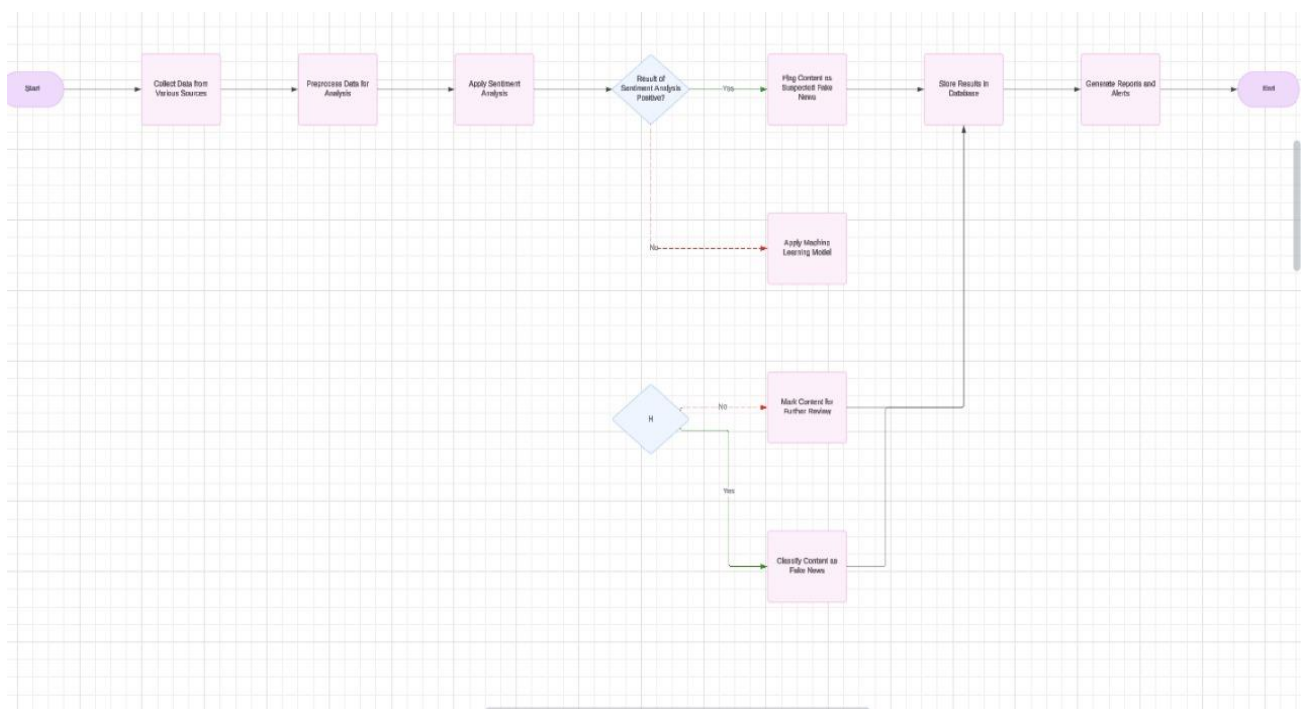 Start
Collect Data from
Various Sources
Preprocess Data for
Analysis
Apply Sentiment
Analysis
Result of
Sentiment Analysis
Positive?
Yes
Flag Content as
Suspected Fake
News
Store Results in
Database
Generate Reports and
Alerts
End
No
Apply Machine
Learning Model
H
No
Mark Content for
Further Review
Yes
Classify Content as
Fake News